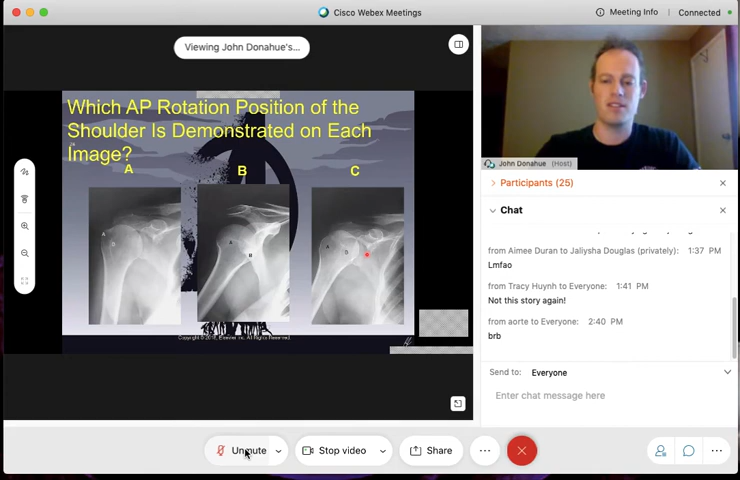 Cisco Webex Meetings
Meeting Info
Connected
Viewing John Donahue's...
Which AP Rotation Position of the
Shoulder Is Demonstrated on Each
Image?
A
B
C
A
B
A
Copyright © 2018, Elsevier Inc. All Rights Reserved.
John Donahue (Host)
Participants (25)
Chat
from Aimee Duran to Jaliysha Douglas (privately): 1:37 PM
Lmfao
from Tracy Huynh to Everyone: 1:41 PM
Not this story again!
from aorte to Everyone: 2:40 PM
brb
Send to: Everyone
Enter chat message here
Unmute
Stop video
Share